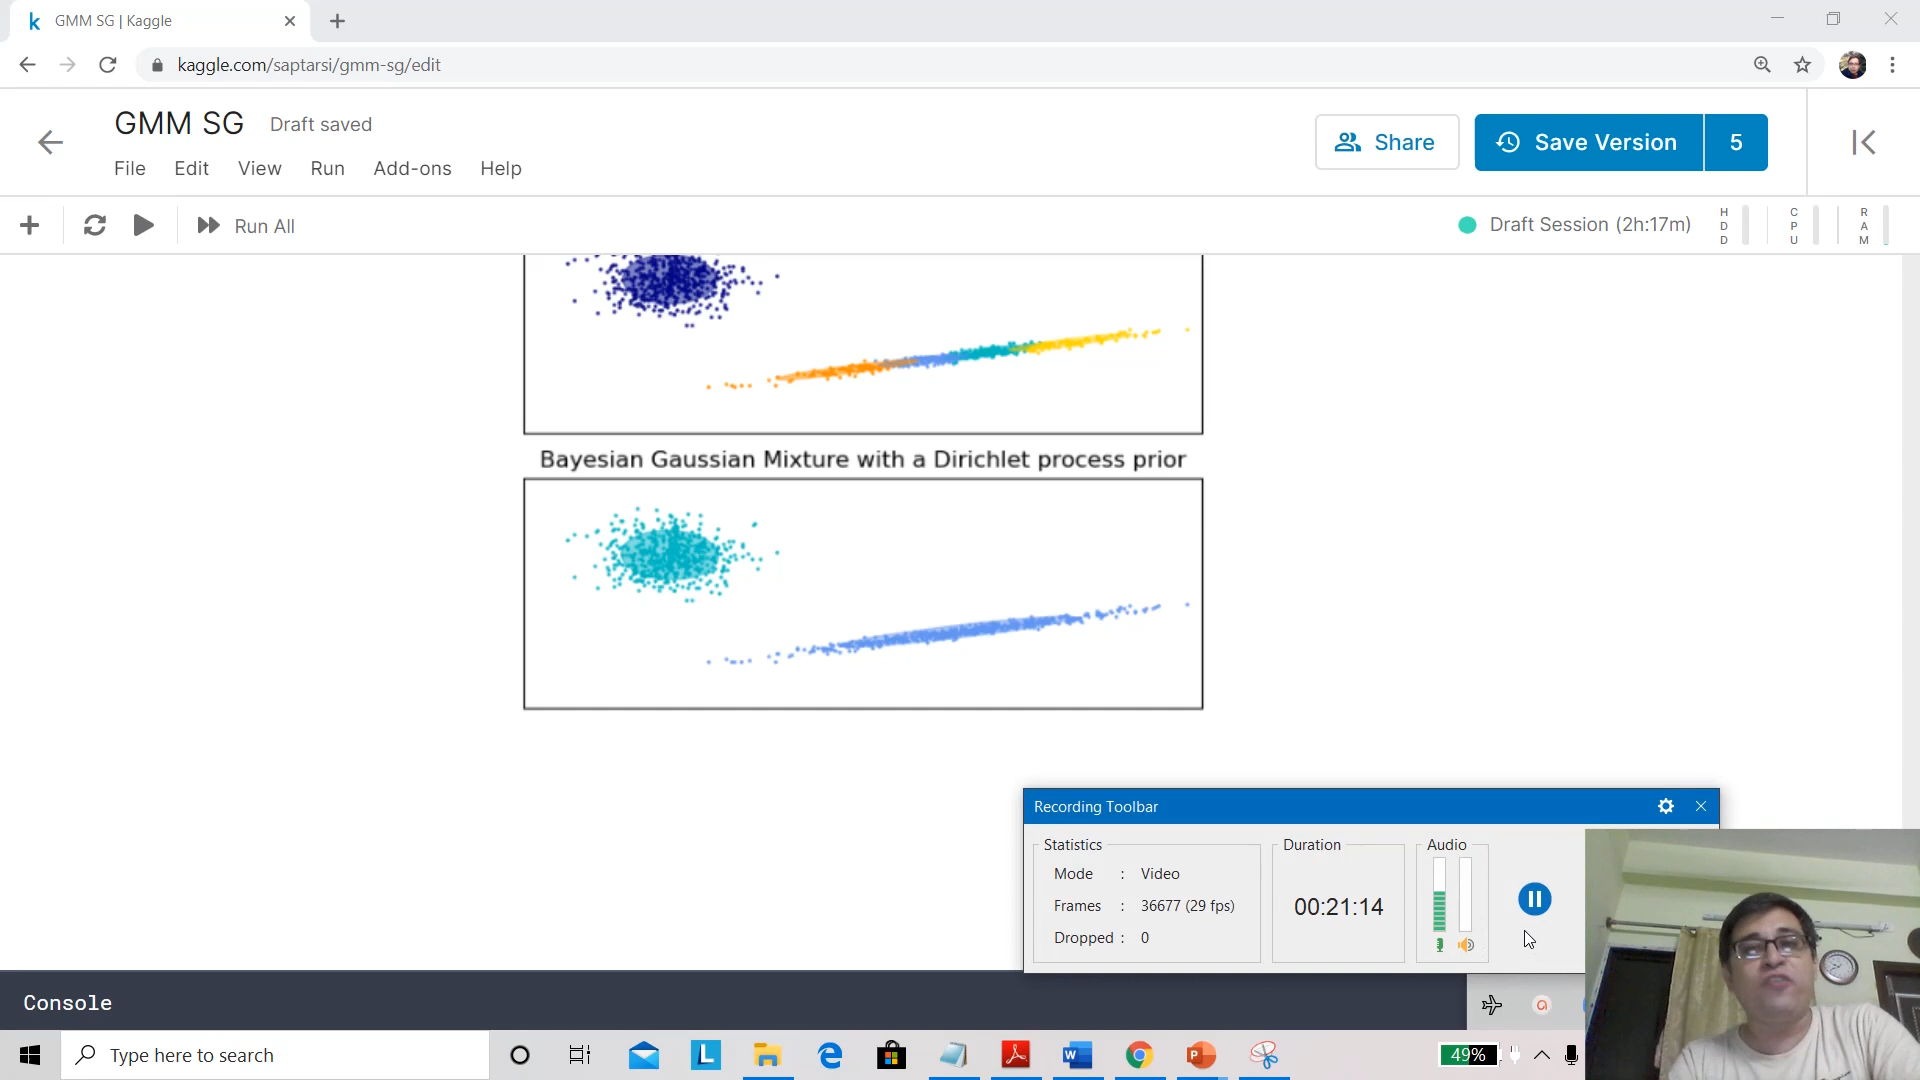 GMM SG | Kaggle
kaggle.com/saptarsi/gmm-sg/edit
GMM SG Draft saved
File Edit View Run Add-ons Help
Share
Save Version 5
Run All
Draft Session (2h:17m)
HDD
CPU
RAM
Bayesian Gaussian Mixture with a Dirichlet process prior
Recording Toolbar
Statistics
Mode : Video
Frames : 36677 (29 fps)
Dropped : 0
Duration
00:21:14
Audio
Console
Type here to search
49%